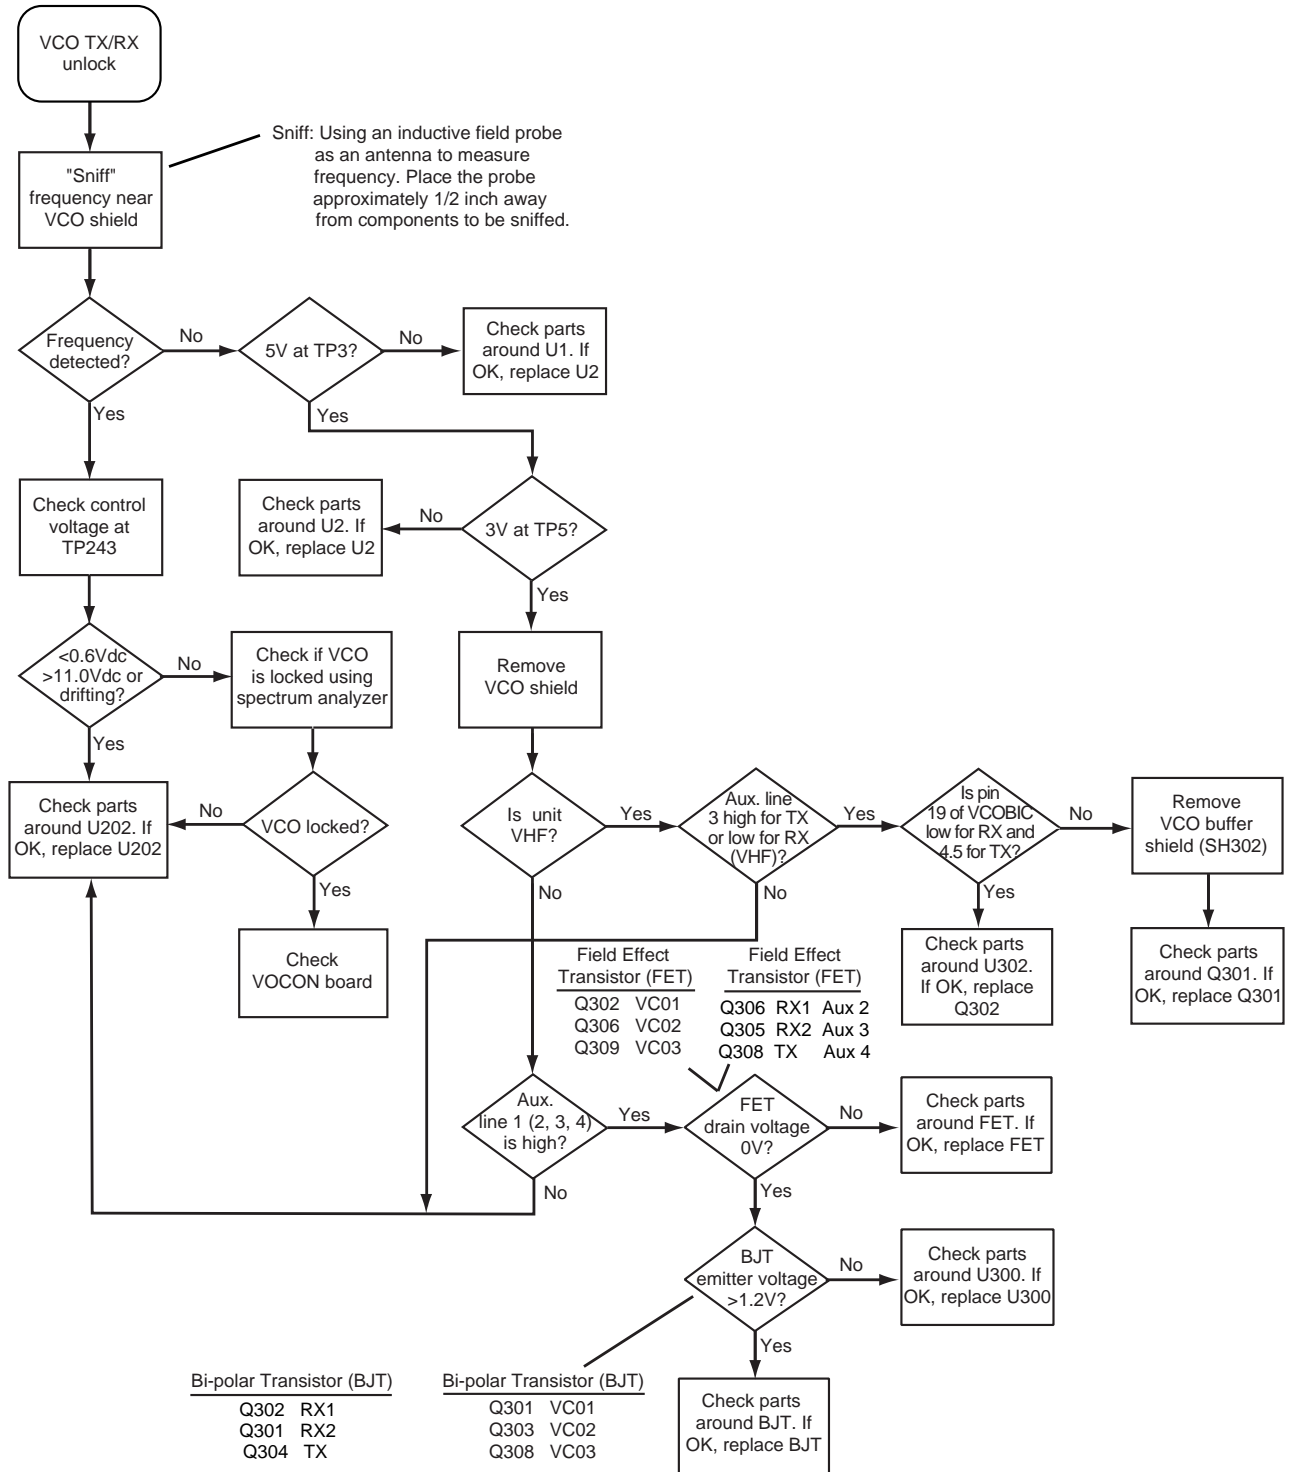 VCO TX/RX
unlock
"Sniff"
frequency near
VCO shield
Sniff: Using an inductive field probe
as an antenna to measure
frequency. Place the probe
approximately 1/2 inch away
from components to be sniffed.
Frequency
detected?
No
5V at TP3?
No
Check parts
around U1. If
OK, replace U2
Yes
Yes
Check control
voltage at
TP243
Check parts
around U2. If
OK, replace U2
No
3V at TP5?
Yes
<0.6Vdc
>11.0Vdc or
drifting?
No
Check if VCO
is locked using
spectrum analyzer
Remove
VCO shield
Yes
Check parts
around U202. If
OK, replace U202
No
VCO locked?
Is unit
VHF?
Yes
Aux. line
3 high for TX
or low for RX
(VHF)?
Yes
Is pin
19 of VCOBIC
low for RX and
4.5 for TX?
No
Remove
VCO buffer
shield (SH302)
Yes
No
No
Yes
Check
VOCON board
Check parts
around U302.
If OK, replace
Q302
Check parts
around Q301. If
OK, replace Q301
Field Effect
Transistor (FET)
Q302 VC01
Q306 VC02
Q309 VC03
Field Effect
Transistor (FET)
Q306 RX1 Aux 2
Q305 RX2 Aux 3
Q308 TX Aux 4
Aux.
line 1 (2, 3, 4)
is high?
Yes
FET
drain voltage
0V?
No
Check parts
around FET. If
OK, replace FET
No
Yes
BJT
emitter voltage
>1.2V?
No
Check parts
around U300. If
OK, replace U300
Yes
Bi-polar Transistor (BJT)
Q302 RX1
Q301 RX2
Q304 TX
Bi-polar Transistor (BJT)
Q301 VC01
Q303 VC02
Q308 VC03
Check parts
around BJT. If
OK, replace BJT